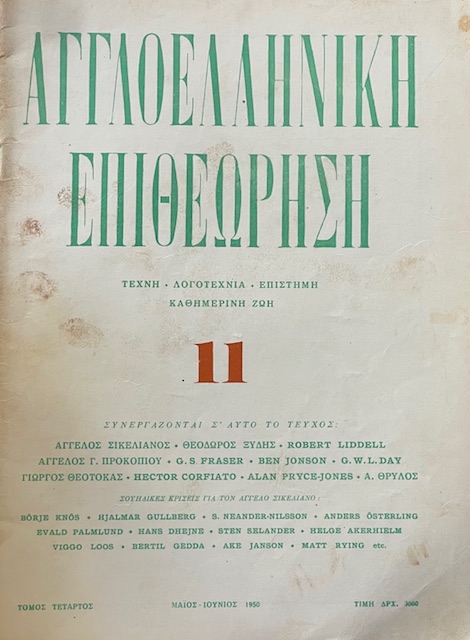 ΑΓΓΛΟΕΛΛΗΝΙΚΗ
ΕΠΙΘΕΩΡΗΣΗ
ΤΕΧΝΗ • ΛΟΓΟΤΕΧΝΙΑ • ΕΠΙΣΤΗΜΗ
ΚΑΘΗΜΕΡΙΝΗ ΖΩΗ
11
ΣΥΝΕΡΓΑΖΟΝΤΑΙ Σ' ΑΥΤΟ ΤΟ ΤΕΥΧΟΣ:
ΑΓΓΕΛΟΣ ΣΙΚΕΛΙΑΝΟΣ • ΘΕΟΔΩΡΟΣ ΞΥΔΗΣ • ROBERT LIDDELL
ΑΓΓΕΛΟΣ Γ. ΠΡΟΚΟΠΙΟΥ • G. S. FRASER • BEN JONSON • G. W. L. DAY
ΓΙΩΡΓΟΣ ΘΕΟΤΟΚΑΣ • HECTOR CORFIATO • ALAN PRYCE-JONES • Α. ΘΡΥΛΟΣ
ΣΟΥΗΔΙΚΕΣ ΚΡΙΣΕΙΣ ΓΙΑ ΤΟΝ ΑΓΓΕΛΟ ΣΙΚΕΛΙΑΝΟ:
BÖRJE KNÖS • HJALMAR GULLBERG • S. NEANDER-NILSSON • ANDERS ÖSTERLING
EVALD PALMLUND • HANS DHEJNE • STEN SELANDER • HELGE AKERHIELM
VIGGO LOOS • BERTIL GEDDA • AKE JANSON • MATT RYING etc.
ΤΟΜΟΣ ΤΕΤΑΡΤΟΣ ΜΑΪΟΣ-ΙΟΥΝΙΟΣ 1950 ΤΙΜΗ ΔΡΧ. 3000